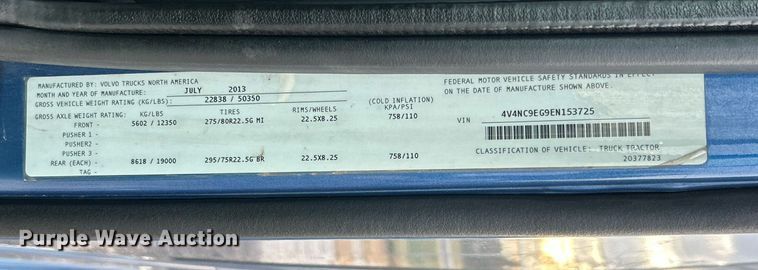 MANUFACTURED BY: VOLVO TRUCKS NORTH AMERICA
MONTH AND YEAR OF MANUFACTURE: JULY 2013
GROSS VEHICLE WEIGHT RATING (KG/LBS): 22838 / 50350
GROSS AXLE WEIGHT RATING: KG/LBS TIRES RIMS/WHEELS (COLD INFLATION) KPA/PSI
FRONT - 5602 / 12350 275/80R22.5G MI 22.5X8.25 758/110
PUSHER 1 -
PUSHER 2 -
PUSHER 3 -
REAR (EACH) - 8618 / 19000 295/75R22.5G BR 22.5X8.25 758/110
TAG -
FEDERAL MOTOR VEHICLE SAFETY STANDARDS IN EFFECT
ON THE DATE OF MANUFACTURE SHOWN ABOVE.
VIN 4V4NC9EG9EN153725
CLASSIFICATION OF VEHICLE: TRUCK TRACTOR
20377823
Purple Wave Auction